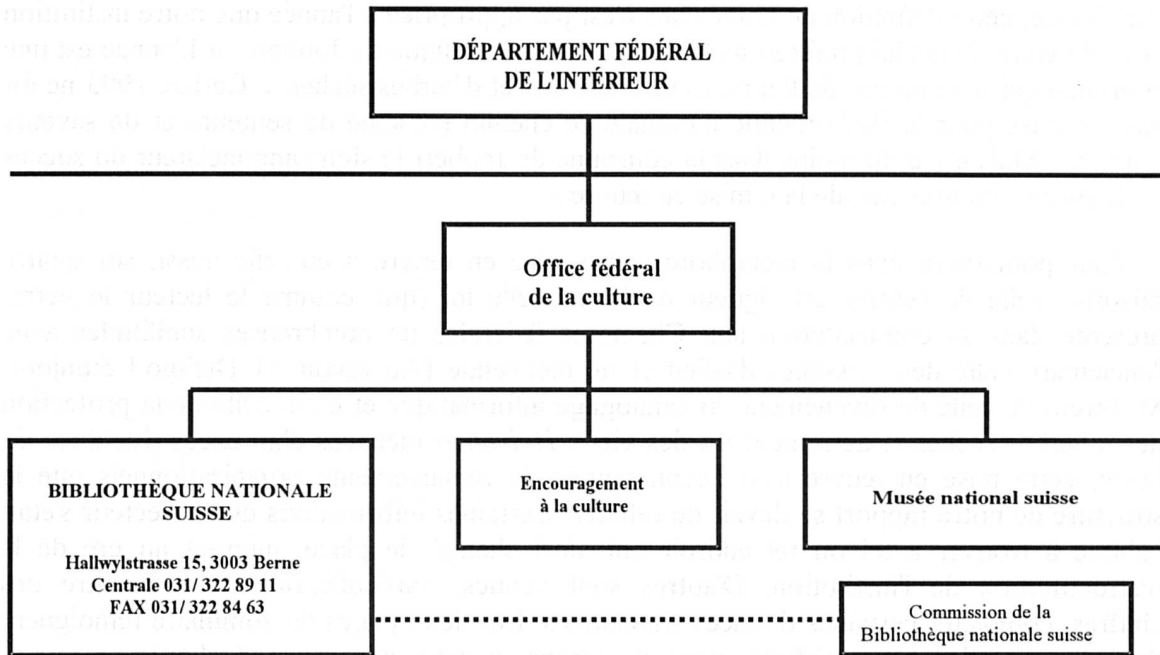 DÉPARTEMENT FÉDÉRAL
DE L'INTÉRIEUR
Office fédéral
de la culture
BIBLIOTHÈQUE NATIONALE
SUISSE
Hallwylstrasse 15, 3003 Berne
Centrale 031/ 322 89 11
FAX 031/ 322 84 63
Encouragement
à la culture
Musée national suisse
Commission de la
Bibliothèque nationale suisse